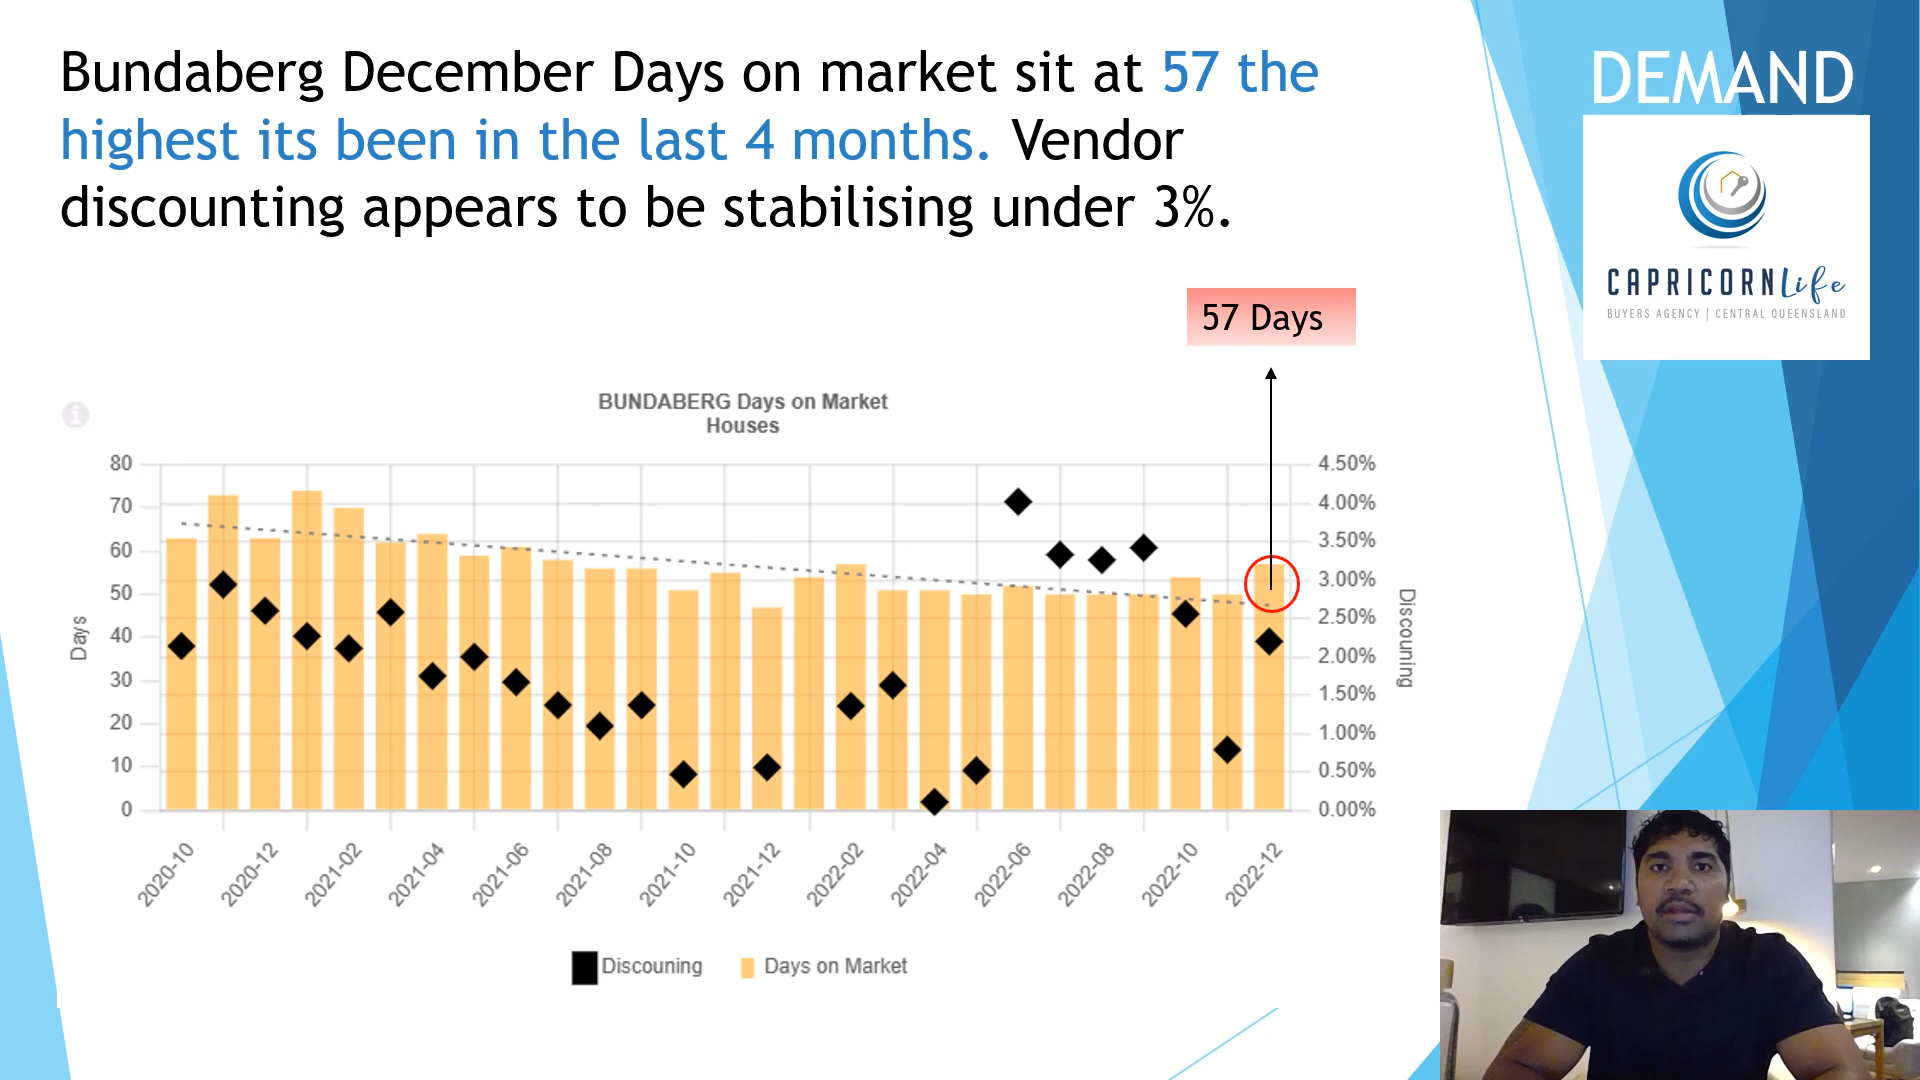 Bundaberg December Days on market sit at 57 the
highest its been in the last 4 months. Vendor
discounting appears to be stabilising under 3%.
DEMAND
CAPRICORN Life
BUYERS AGENCY | CENTRAL QUEENSLAND
57 Days
BUNDABERG Days on Market
Houses
80
70
60
50
40
30
20
10
0
Days
4.50%
4.00%
3.50%
3.00%
2.50%
2.00%
1.50%
1.00%
0.50%
0.00%
Discouning
2020-10
2020-12
2021-02
2021-04
2021-06
2021-08
2021-10
2021-12
2022-02
2022-04
2022-06
2022-08
2022-10
2022-12
Discouning
Days on Market